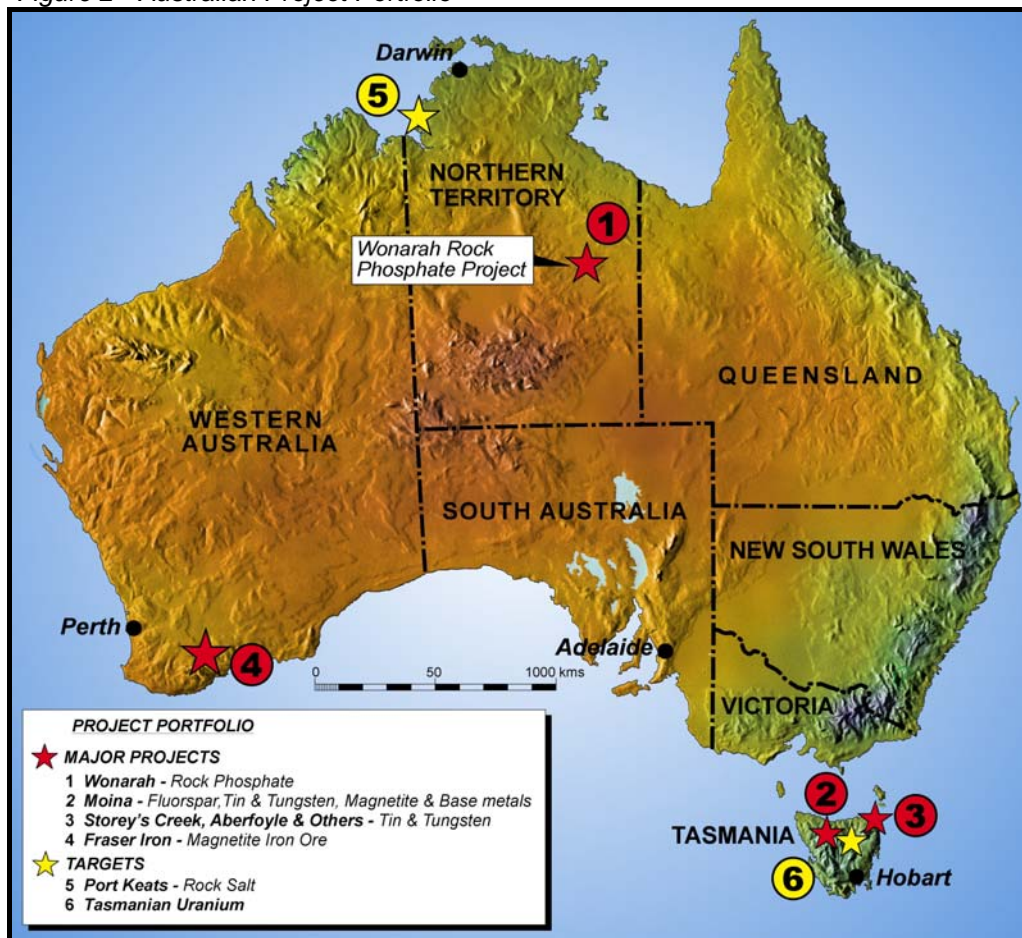 Figure 2 - Australian Project Portfolio
Darwin
5
NORTHERN
TERRITORY
1
Wonarah Rock
Phosphate Project
QUEENSLAND
WESTERN
AUSTRALIA
SOUTH AUSTRALIA
NEW SOUTH WALES
Perth
4
Adelaide
0 50 1000 kms
VICTORIA
2
3
TASMANIA
6
Hobart
PROJECT PORTFOLIO
MAJOR PROJECTS
1 Wonarah - Rock Phosphate
2 Moina - Fluorspar,Tin & Tungsten, Magnetite & Base metals
3 Storey's Creek, Aberfoyle & Others - Tin & Tungsten
4 Fraser Iron - Magnetite Iron Ore
TARGETS
5 Port Keats - Rock Salt
6 Tasmanian Uranium